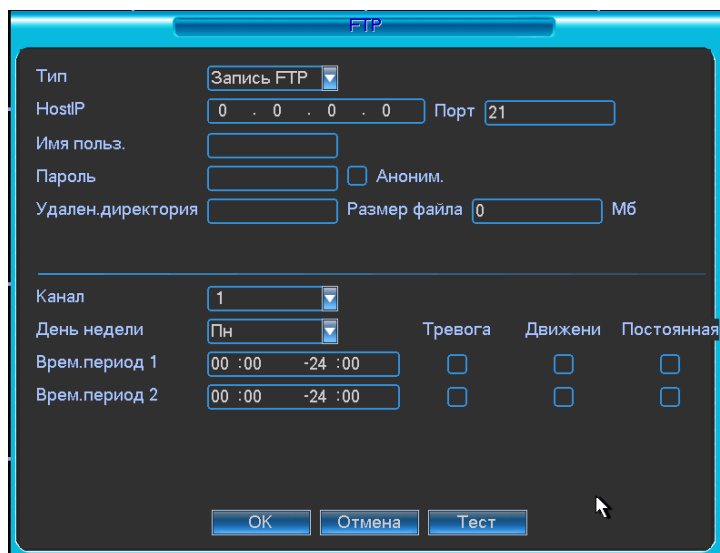 FTP
Тип Запись FTP
HostIP 0 . 0 . 0 . 0 Порт 21
Имя польз.
Пароль Аноним.
Удален.директория Размер файла 0 Мб
Канал 1
День недели Пн Тревога Движени Постоянная
Врем.период 1 00 :00 -24 :00
Врем.период 2 00 :00 -24 :00
OK Отмена Тест